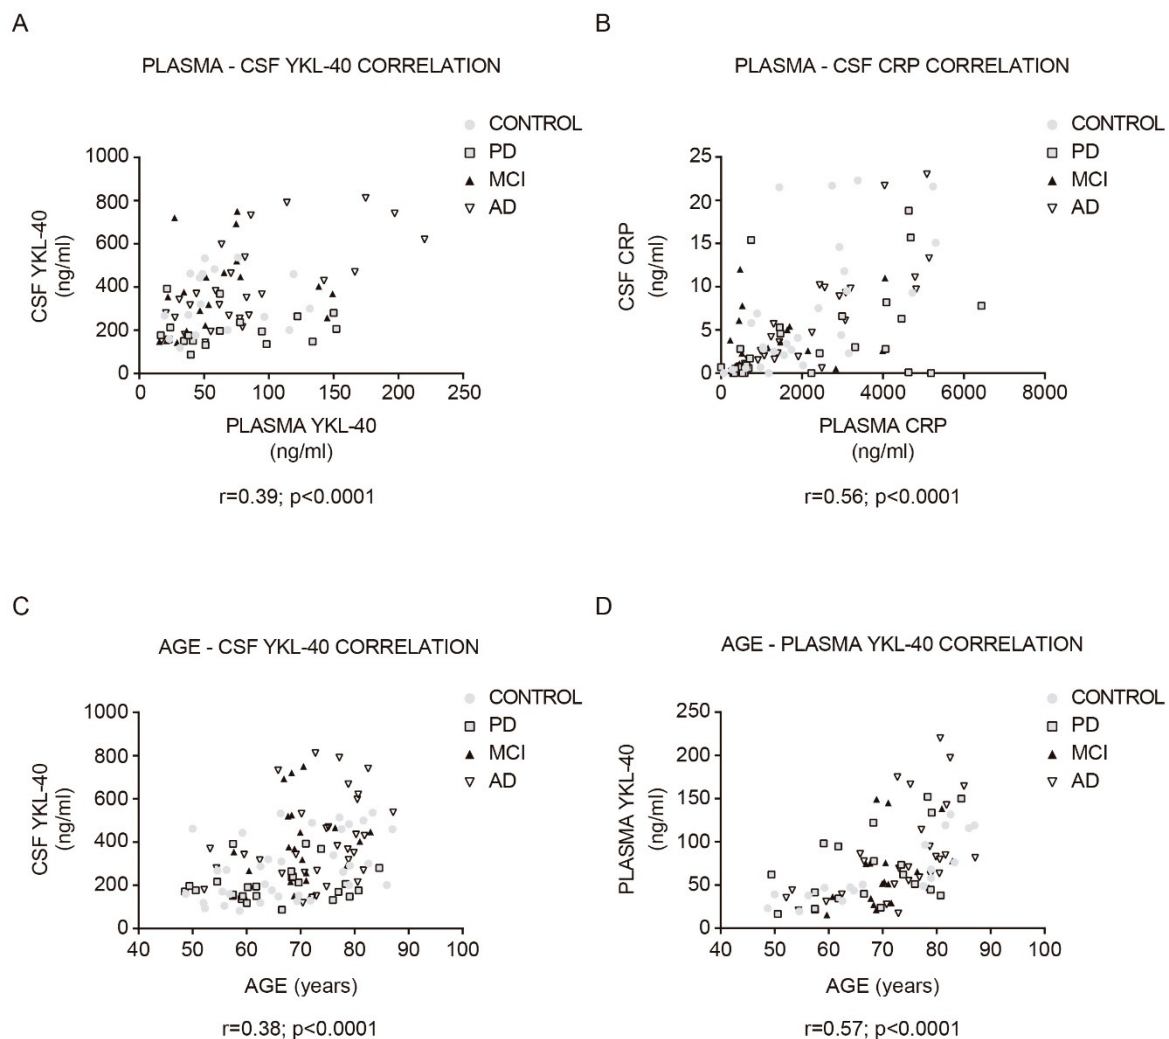 A
PLASMA - CSF YKL-40 CORRELATION
CONTROL
PD
MCI
AD
1000
800
600
400
200
0
CSF YKL-40
(ng/ml)
0 50 100 150 200 250
PLASMA YKL-40
(ng/ml)
r=0.39; p<0.0001
B
PLASMA - CSF CRP CORRELATION
CONTROL
PD
MCI
AD
25
20
15
10
5
0
CSF CRP
(ng/ml)
0 2000 4000 6000 8000
PLASMA CRP
(ng/ml)
r=0.56; p<0.0001
C
AGE - CSF YKL-40 CORRELATION
CONTROL
PD
MCI
AD
1000
800
600
400
200
0
CSF YKL-40
(ng/ml)
40 50 60 70 80 90 100
AGE (years)
r=0.38; p<0.0001
D
AGE - PLASMA YKL-40 CORRELATION
CONTROL
PD
MCI
AD
250
200
150
100
50
0
PLASMA YKL-40
(ng/ml)
40 50 60 70 80 90 100
AGE (years)
r=0.57; p<0.0001